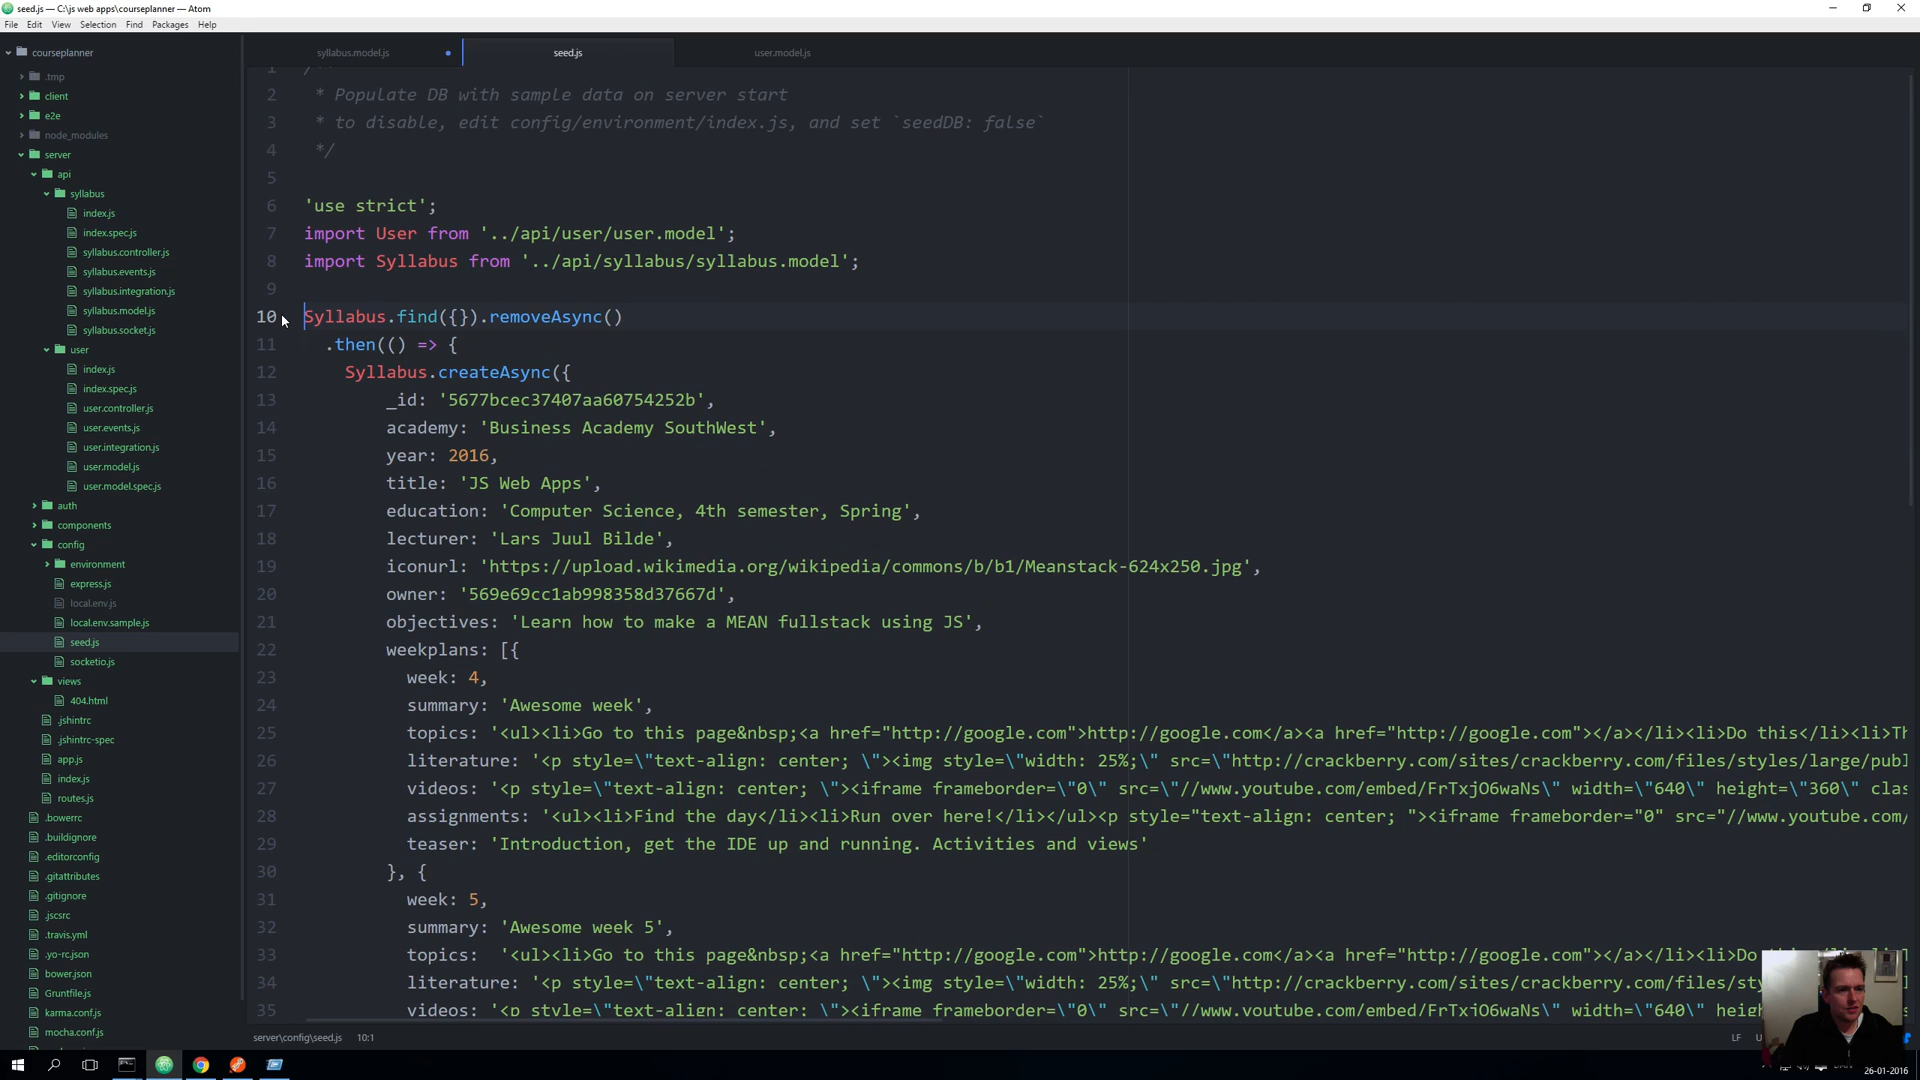 seed.js — C:\js web apps\courseplanner — Atom
File Edit View Selection Find Packages Help
courseplanner
.tmp
client
e2e
node_modules
server
api
syllabus
index.js
index.spec.js
syllabus.controller.js
syllabus.events.js
syllabus.integration.js
syllabus.model.js
syllabus.socket.js
user
index.js
index.spec.js
user.controller.js
user.events.js
user.integration.js
user.model.js
user.model.spec.js
auth
components
config
environment
express.js
local.env.js
local.env.sample.js
seed.js
socketio.js
views
404.html
.jshintrc
.jshintrc-spec
app.js
index.js
routes.js
.bowerrc
.buildignore
.editorconfig
.gitattributes
.gitignore
.jscsrc
.travis.yml
.yo-rc.json
bower.json
Gruntfile.js
karma.conf.js
mocha.conf.js
syllabus.model.js seed.js user.model.js
1
2 * Populate DB with sample data on server start
3 * to disable, edit config/environment/index.js, and set `seedDB: false`
4 */
5
6 'use strict';
7 import User from '../api/user/user.model';
8 import Syllabus from '../api/syllabus/syllabus.model';
9
10 Syllabus.find({}).removeAsync()
11 .then(() => {
12 Syllabus.createAsync({
13 _id: '5677bcec37407aa60754252b',
14 academy: 'Business Academy SouthWest',
15 year: 2016,
16 title: 'JS Web Apps',
17 education: 'Computer Science, 4th semester, Spring',
18 lecturer: 'Lars Juul Bilde',
19 iconurl: 'https://upload.wikimedia.org/wikipedia/commons/b/b1/Meanstack-624x250.jpg',
20 owner: '569e69cc1ab998358d37667d',
21 objectives: 'Learn how to make a MEAN fullstack using JS',
22 weekplans: [{
23 week: 4,
24 summary: 'Awesome week',
25 topics: '<ul><li>Go to this page&nbsp;<a href="http://google.com">http://google.com</a><a href="http://google.com"></a></li><li>Do this</li><li>Th
26 literature: '<p style=\"text-align: center; \"><img style=\"width: 25%;\" src=\"http://crackberry.com/sites/crackberry.com/files/styles/large/publ
27 videos: '<p style=\"text-align: center; \"><iframe frameborder=\"0\" src=\"//www.youtube.com/embed/FrTxjO6waNs\" width=\"640\" height=\"360\" clas
28 assignments: '<ul><li>Find the day</li><li>Run over here!</li></ul><p style="text-align: center; "><iframe frameborder="0" src="//www.youtube.com/
29 teaser: 'Introduction, get the IDE up and running. Activities and views'
30 }, {
31 week: 5,
32 summary: 'Awesome week 5',
33 topics: '<ul><li>Go to this page&nbsp;<a href="http://google.com">http://google.com</a><a href="http://google.com"></a></li><li>Do
34 literature: '<p style=\"text-align: center; \"><img style=\"width: 25%;\" src=\"http://crackberry.com/sites/crackberry.com/files/st
35 videos: '<p style=\"text-align: center; \"><iframe frameborder=\"0\" src=\"//www.youtube.com/embed/FrTxjO6waNs\" width=\"640\" heig
server\config\seed.js 10:1 LF
26-01-2016